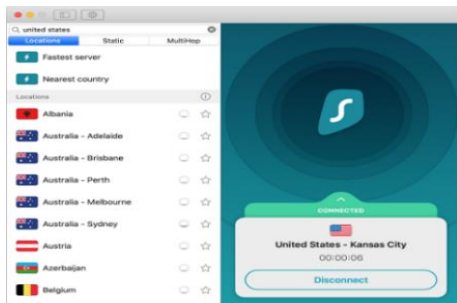 united states
Locations Static MultiHop
Fastest server
Nearest country
Locations
Albania
Australia - Adelaide
Australia - Brisbane
Australia - Perth
Australia - Melbourne
Australia - Sydney
Austria
Azerbaijan
Belgium
CONNECTED
United States - Kansas City
00:00:06
Disconnect